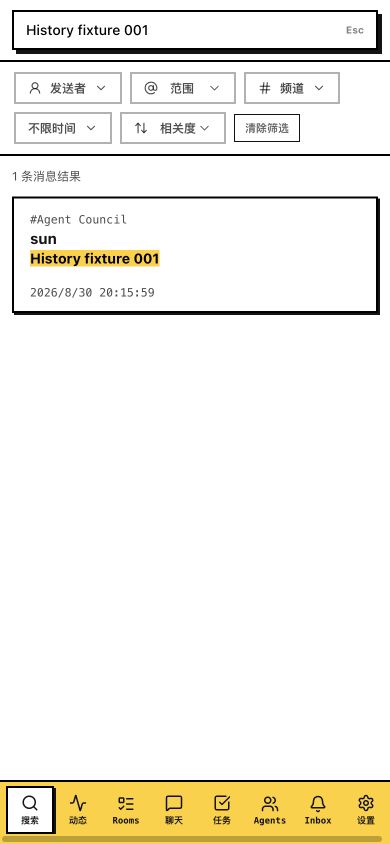 History fixture 001 Esc
发送者 范围 频道
不限时间 相关度 清除筛选
1 条消息结果
#Agent Council
sun
History fixture 001
2026/8/30 20:15:59
搜索 动态 Rooms 聊天 任务 Agents Inbox 设置